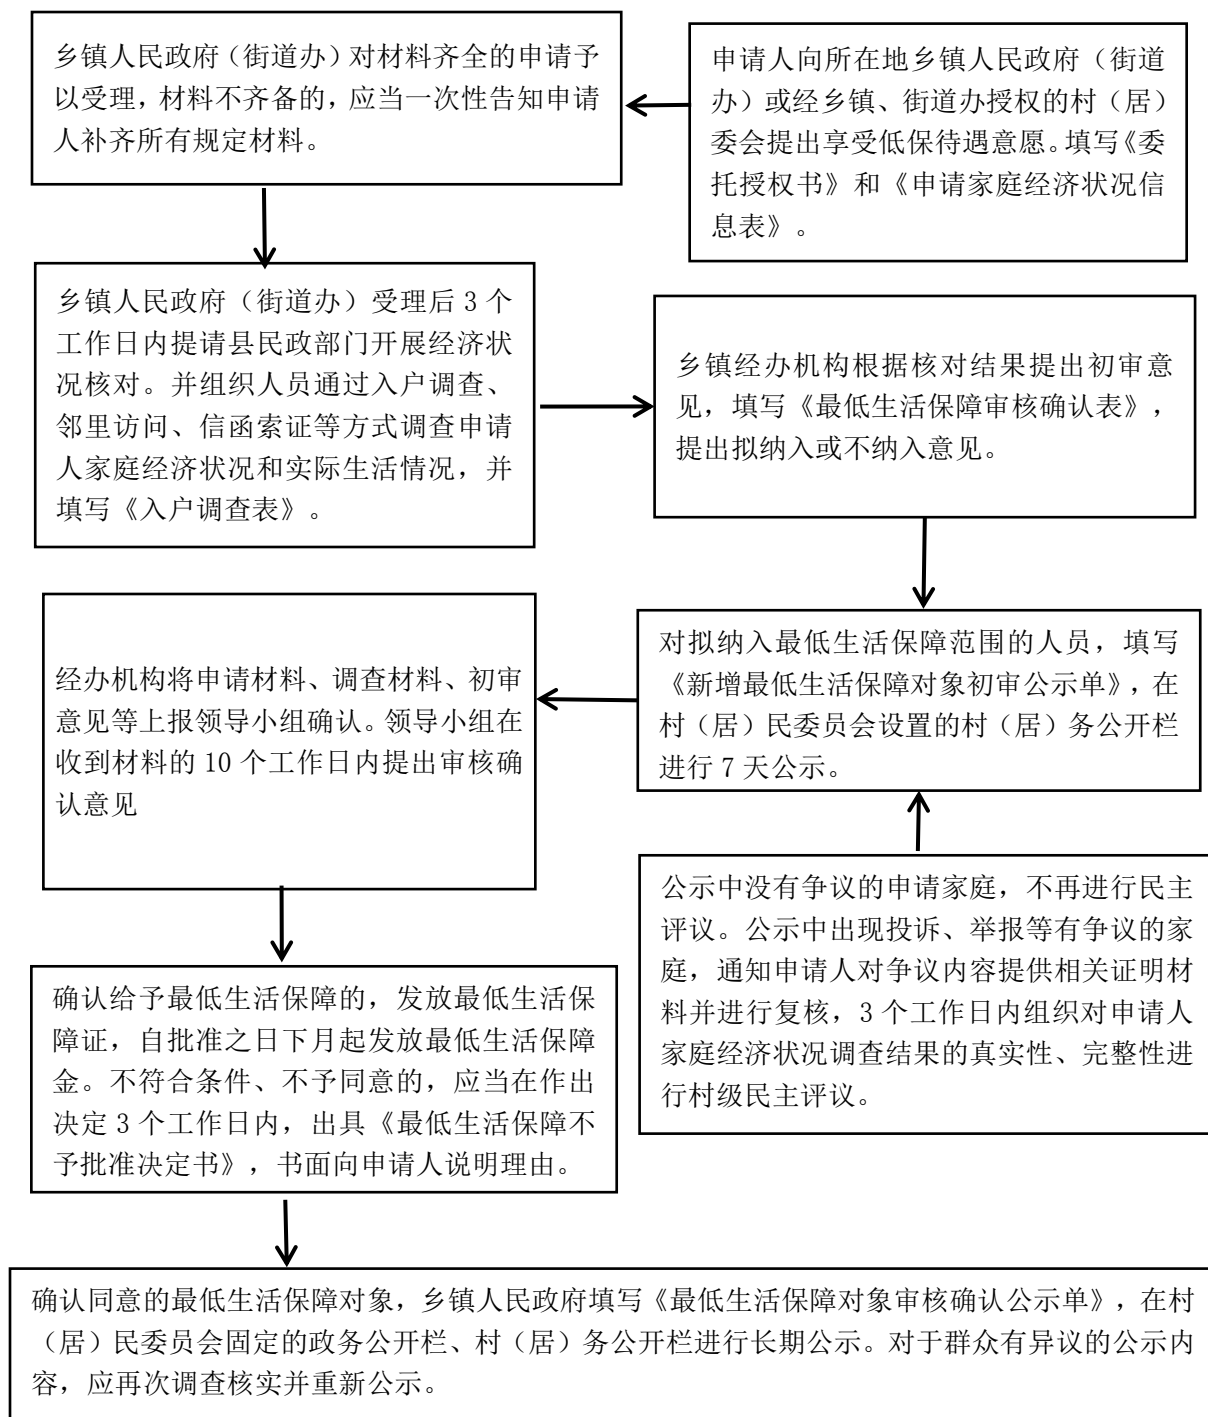 乡镇人民政府（街道办）对材料齐全的申请予
以受理，材料不齐备的，应当一次性告知申请
人补齐所有规定材料。
申请人向所在地乡镇人民政府（街道
办）或经乡镇、街道办授权的村（居）
委会提出享受低保待遇意愿。填写《委
托授权书》和《申请家庭经济状况信
息表》。
乡镇人民政府（街道办）受理后 3 个
工作日内提请县民政部门开展经济状
况核对。并组织人员通过入户调查、
邻里访问、信函索证等方式调查申请
人家庭经济状况和实际生活情况，并
填写《入户调查表》。
乡镇经办机构根据核对结果提出初审意
见，填写《最低生活保障审核确认表》，
提出拟纳入或不纳入意见。
经办机构将申请材料、调查材料、初审
意见等上报领导小组确认。领导小组在
收到材料的 10 个工作日内提出审核确
认意见
对拟纳入最低生活保障范围的人员，填写
《新增最低生活保障对象初审公示单》，在
村（居）民委员会设置的村（居）务公开栏
进行 7 天公示。
公示中没有争议的申请家庭，不再进行民主
评议。公示中出现投诉、举报等有争议的家
庭，通知申请人对争议内容提供相关证明材
料并进行复核，3 个工作日内组织对申请人
家庭经济状况调查结果的真实性、完整性进
行村级民主评议。
确认给予最低生活保障的，发放最低生活保
障证，自批准之日下月起发放最低生活保障
金。不符合条件、不予同意的，应当在作出
决定 3 个工作日内，出具《最低生活保障不
予批准决定书》，书面向申请人说明理由。
确认同意的最低生活保障对象，乡镇人民政府填写《最低生活保障对象审核确认公示单》，在村
（居）民委员会固定的政务公开栏、村（居）务公开栏进行长期公示。对于群众有异议的公示内
容，应再次调查核实并重新公示。